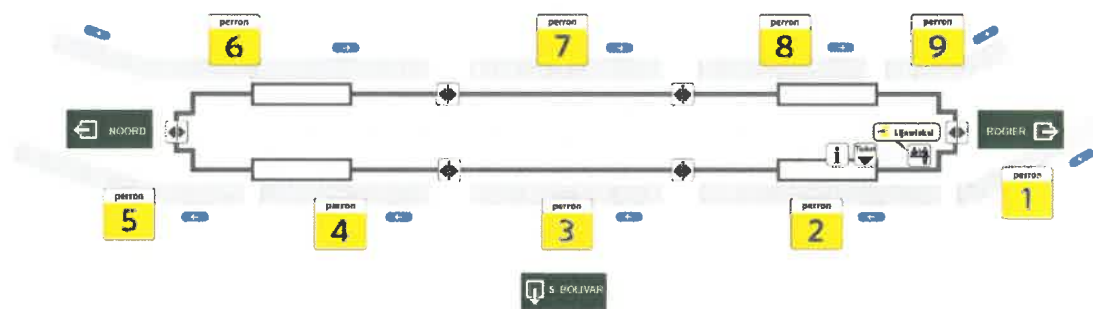 perron
6
perron
7
perron
8
perron
9
NOORD
ROGIER
Lijnwinkel
i
Ticket
perron
5
perron
4
perron
3
perron
2
perron
1
S BOLIVAR